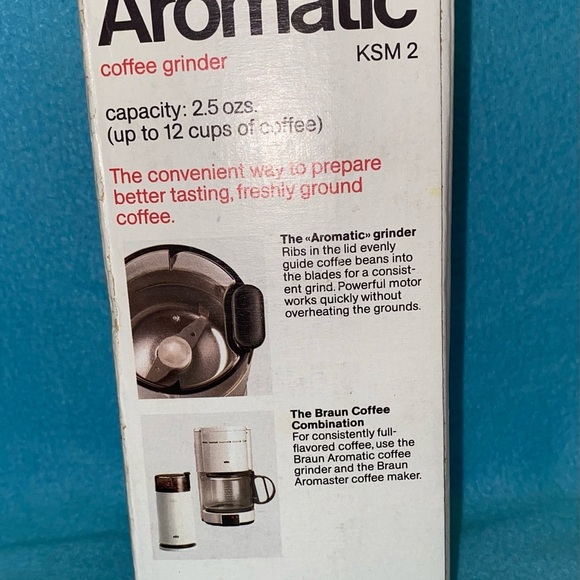 Aromatic
coffee grinder
KSM 2
capacity: 2.5 ozs.
(up to 12 cups of coffee)
The convenient way to prepare
better tasting, freshly ground
coffee.
The «Aromatic» grinder
Ribs in the lid evenly
guide coffee beans into
the blades for a consist-
ent grind. Powerful motor
works quickly without
overheating the grounds.
The Braun Coffee
Combination
For consistently full-
flavored coffee, use the
Braun Aromatic coffee
grinder and the Braun
Aromaster coffee maker.